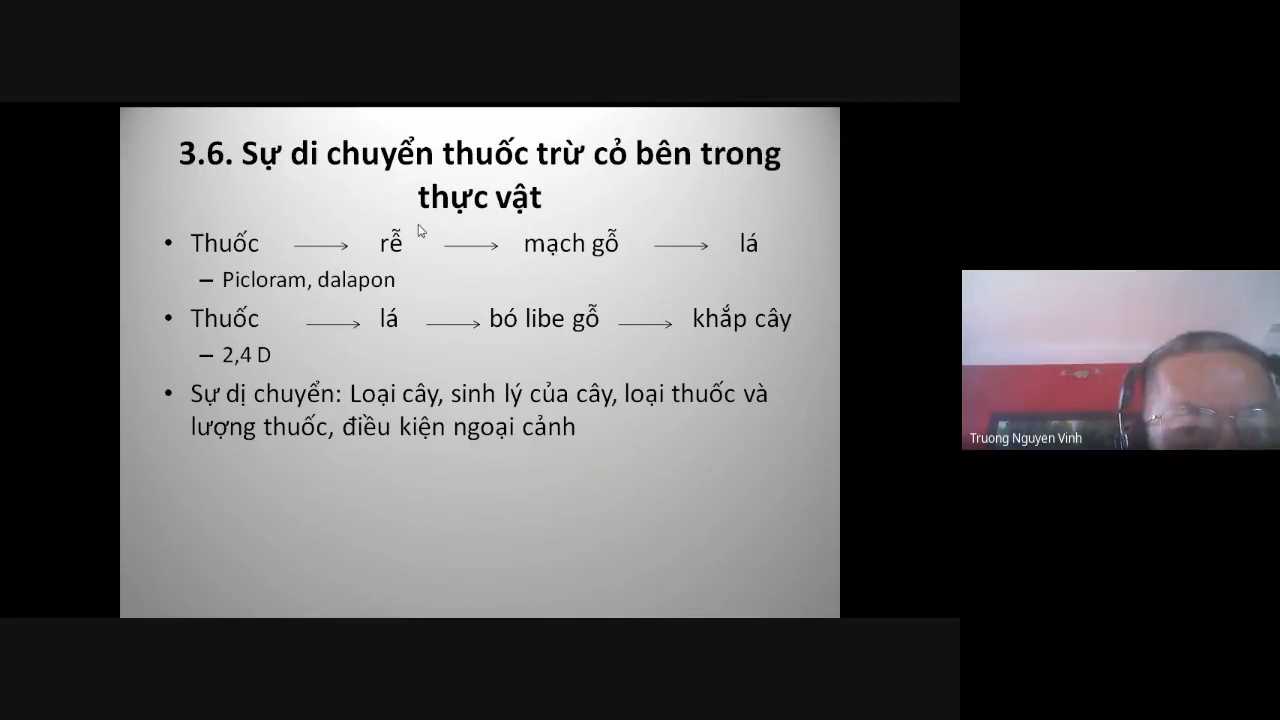 3.6. Sự di chuyển thuốc trừ cỏ bên trong
thực vật
• Thuốc → rễ → mạch gỗ → lá
– Picloram, dalapon
• Thuốc → lá → bó libe gỗ → khắp cây
– 2,4 D
• Sự dị chuyển: Loại cây, sinh lý của cây, loại thuốc và
lượng thuốc, điều kiện ngoại cảnh
Truong Nguyen Vinh